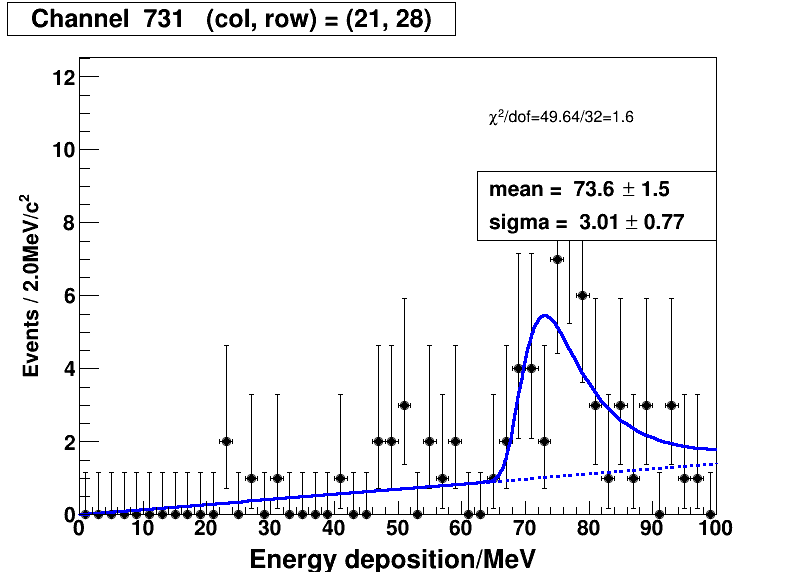 Channel 731 (col, row) = (21, 28)
χ²/dof=49.64/32=1.6
mean = 73.6 ± 1.5
sigma = 3.01 ± 0.77
Events / 2.0MeV/c²
12
10
8
6
4
2
0
0 10 20 30 40 50 60 70 80 90 100
Energy deposition/MeV